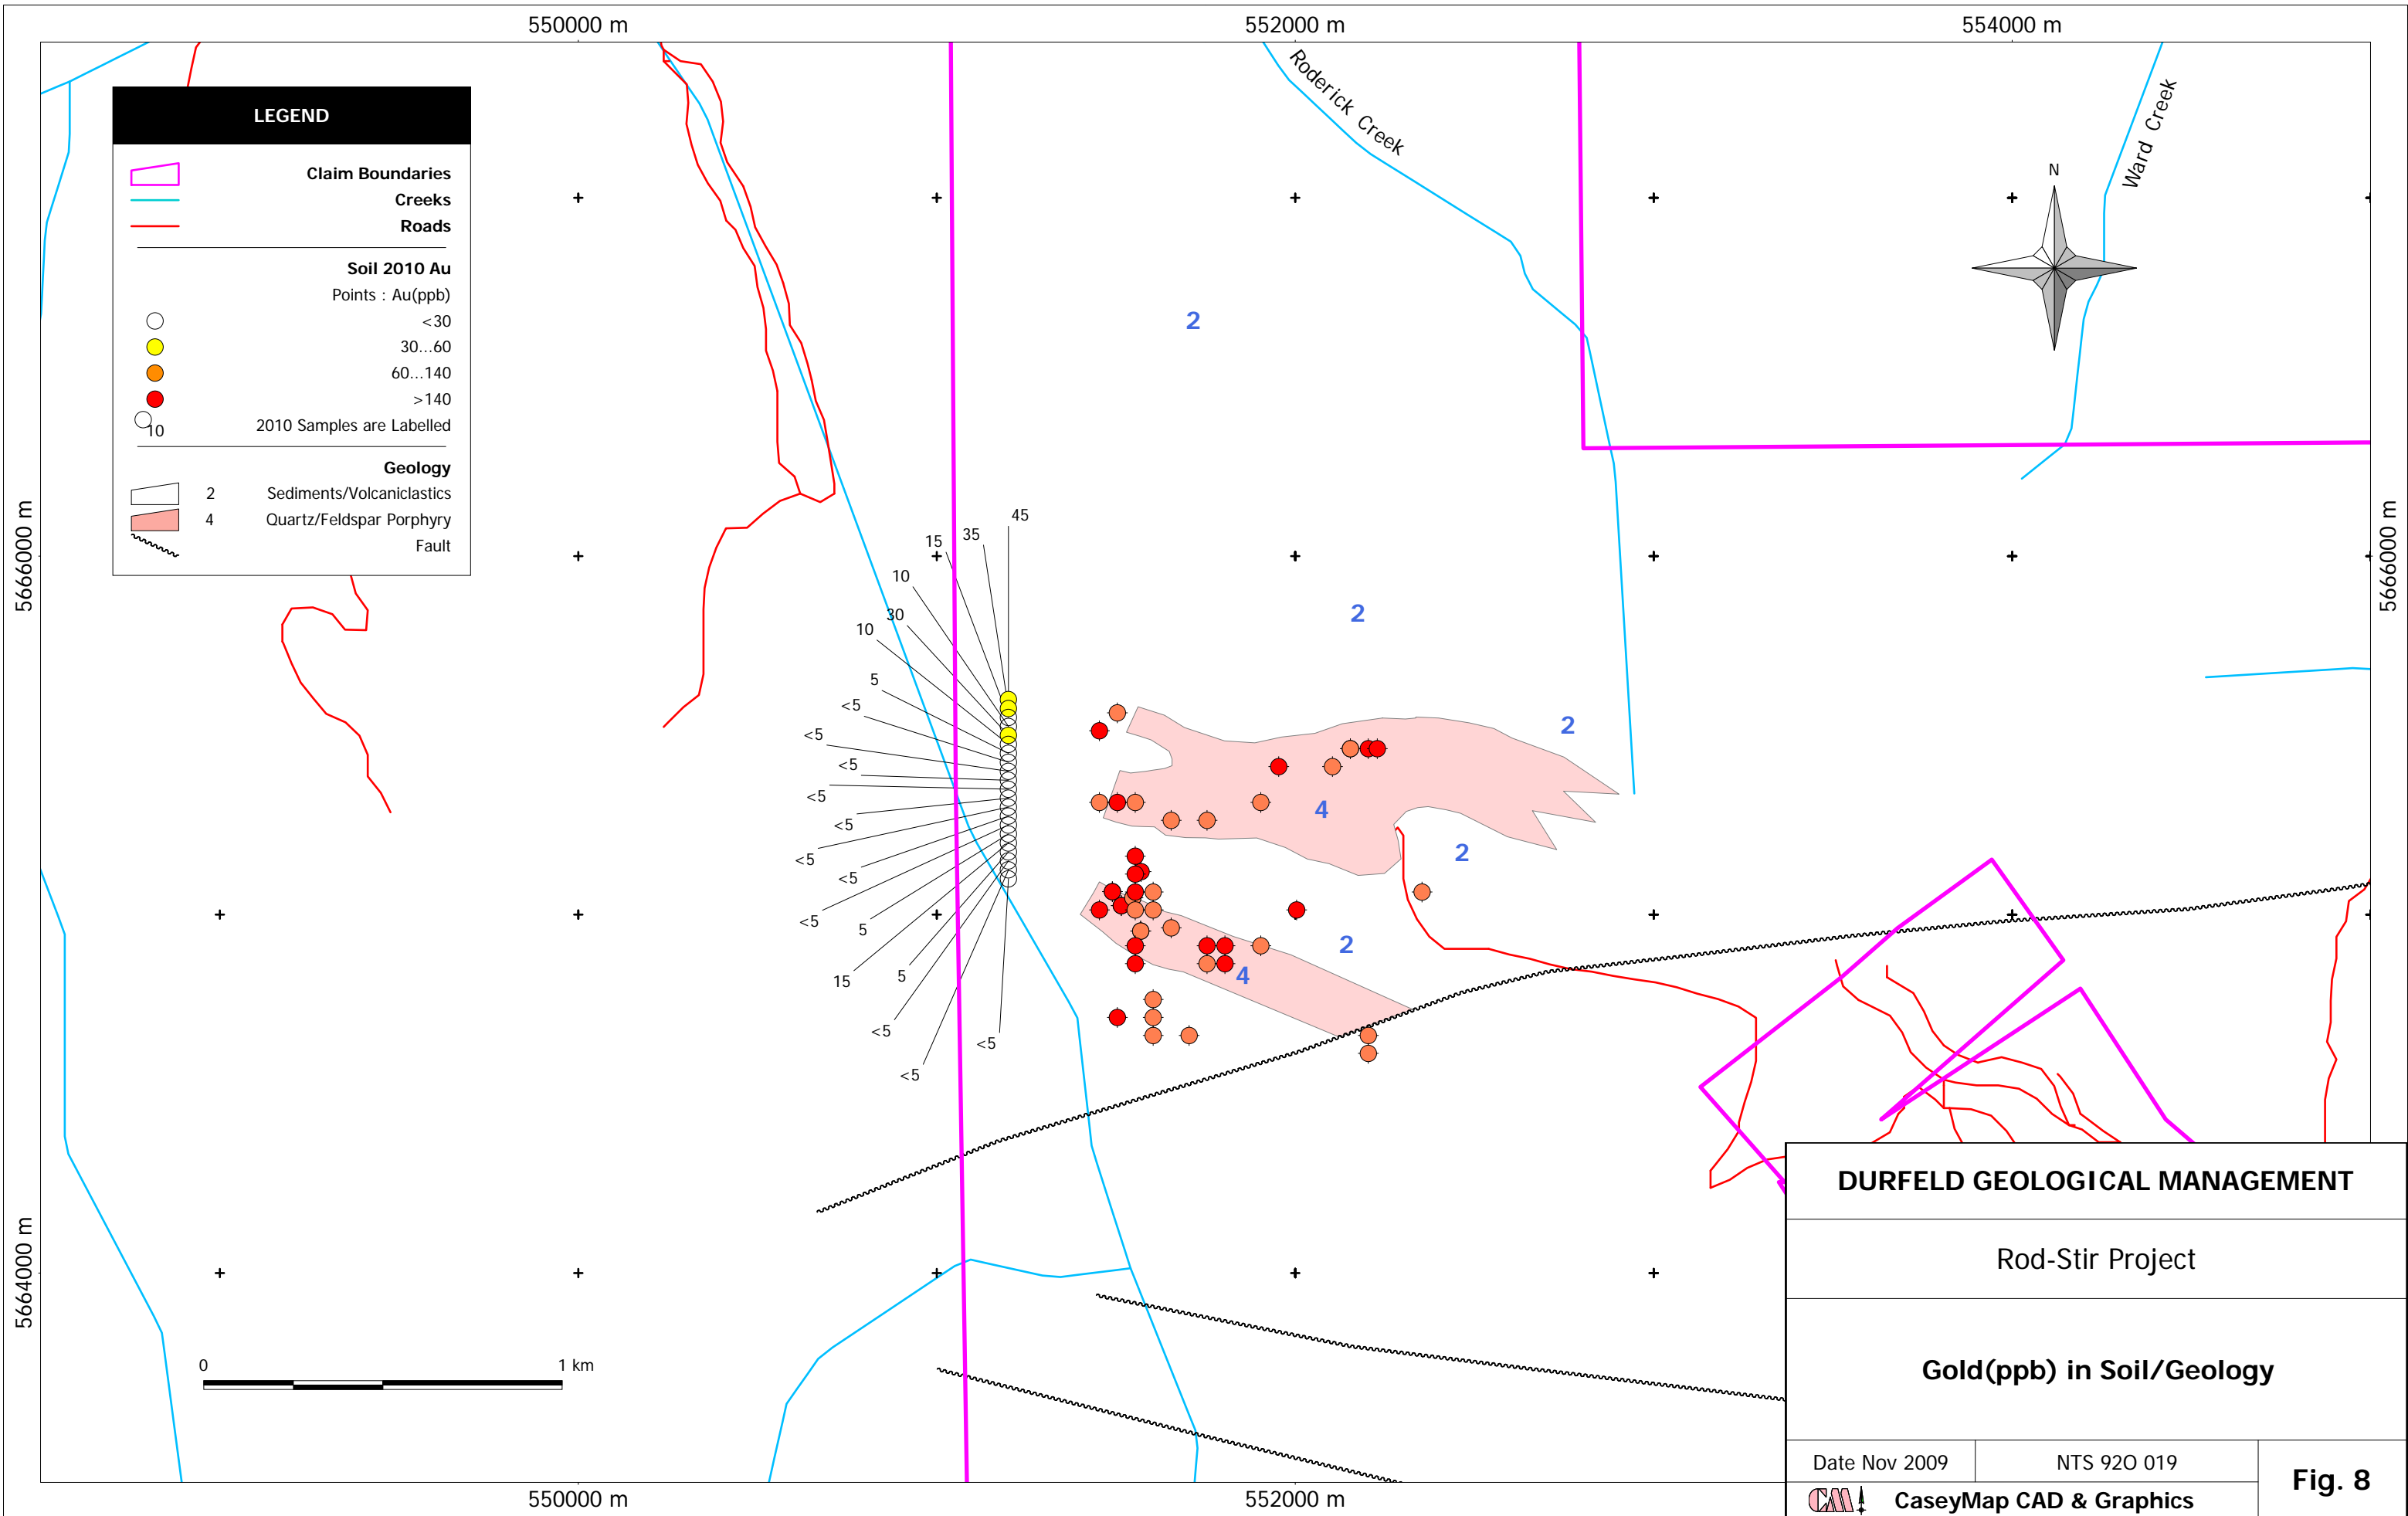 550000 m
552000 m
554000 m
Roderick Creek
Ward Creek
N
LEGEND
Claim Boundaries
Creeks
Roads
Soil 2010 Au
Points : Au(ppb)
<30
30...60
60...140
>140
10 2010 Samples are Labelled
Geology
2 Sediments/Volcaniclastics
4 Quartz/Feldspar Porphyry
Fault
5666000 m
5666000 m
5664000 m
2
2
2
4
2
2
4
45
35
15
10
30
10
5
<5
<5
<5
<5
<5
<5
<5
<5
5
15
5
<5
<5
<5
0 1 km
550000 m
552000 m
DURFELD GEOLOGICAL MANAGEMENT
Rod-Stir Project
Gold(ppb) in Soil/Geology
Date Nov 2009
NTS 92O 019
Fig. 8
CAM CaseyMap CAD & Graphics